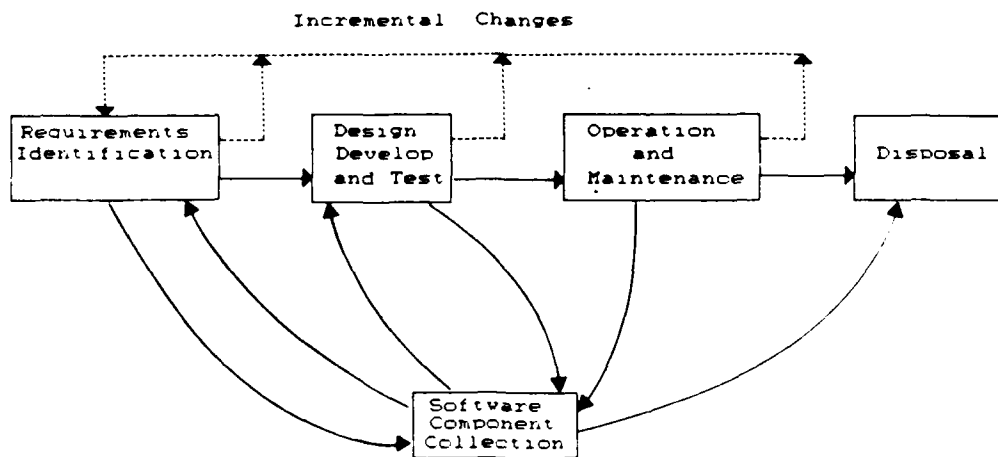 Incremental Changes
Requirements
Identification
Design
Develop
and Test
Operation
and
Maintenance
Disposal
Software
Component
Collection